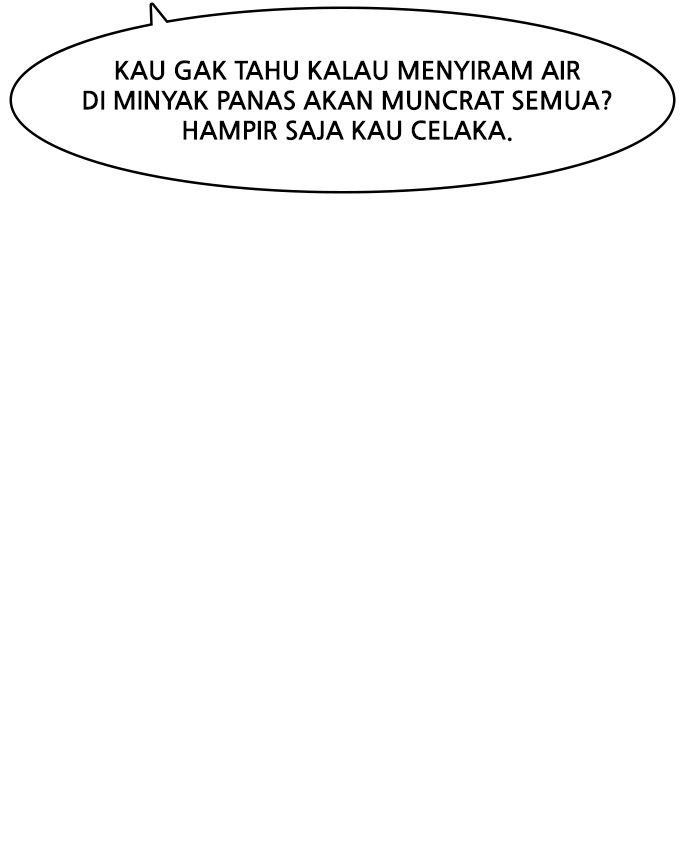 KAU GAK TAHU KALAU MENYIRAM AIR
DI MINYAK PANAS AKAN MUNCRAT SEMUA?
HAMPIR SAJA KAU CELAKA.